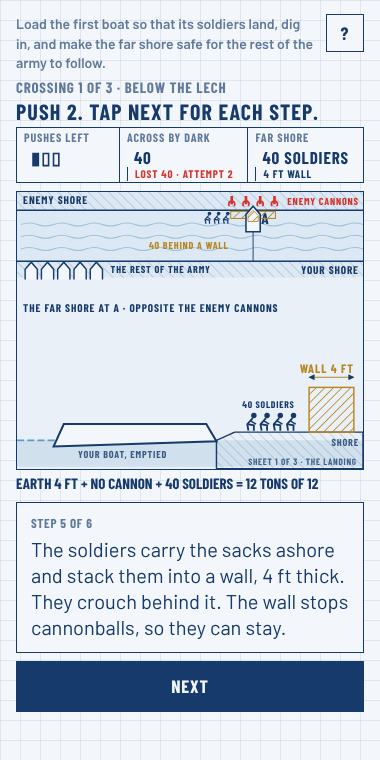 Load the first boat so that its soldiers land, dig
in, and make the far shore safe for the rest of the
army to follow.
?
CROSSING 1 OF 3 · BELOW THE LECH
PUSH 2. TAP NEXT FOR EACH STEP.
PUSHES LEFT
ACROSS BY DARK
40
LOST 40 · ATTEMPT 2
FAR SHORE
40 SOLDIERS
4 FT WALL
ENEMY SHORE
ENEMY CANNONS
A
40 BEHIND A WALL
THE REST OF THE ARMY
YOUR SHORE
THE FAR SHORE AT A · OPPOSITE THE ENEMY CANNONS
WALL 4 FT
40 SOLDIERS
SHORE
YOUR BOAT, EMPTIED
SHEET 1 OF 3 · THE LANDING
EARTH 4 FT + NO CANNON + 40 SOLDIERS = 12 TONS OF 12
STEP 5 OF 6
The soldiers carry the sacks ashore
and stack them into a wall, 4 ft thick.
They crouch behind it. The wall stops
cannonballs, so they can stay.
NEXT